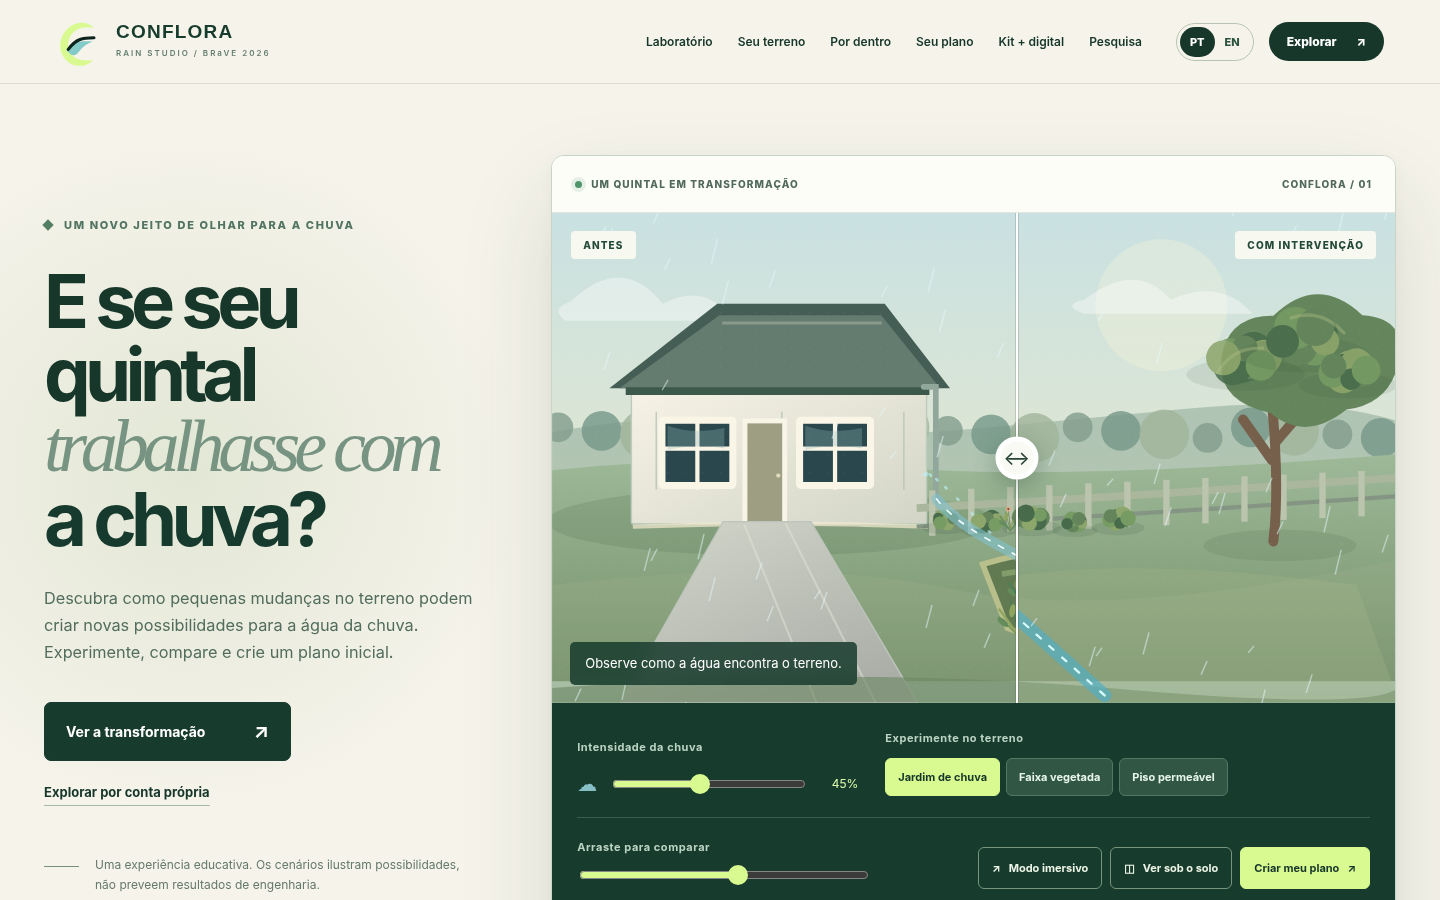 CONFLORA
RAIN STUDIO / BRaVE 2026
Laboratório
Seu terreno
Por dentro
Seu plano
Kit + digital
Pesquisa
PT
EN
Explorar
UM NOVO JEITO DE OLHAR PARA A CHUVA
E se seu
quintal
trabalhasse com
a chuva?
Descubra como pequenas mudanças no terreno podem
criar novas possibilidades para a água da chuva.
Experimente, compare e crie um plano inicial.
Ver a transformação
Explorar por conta própria
Uma experiência educativa. Os cenários ilustram possibilidades,
não preveem resultados de engenharia.
UM QUINTAL EM TRANSFORMAÇÃO
CONFLORA / 01
ANTES
COM INTERVENÇÃO
Observe como a água encontra o terreno.
Intensidade da chuva
45%
Experimente no terreno
Jardim de chuva
Faixa vegetada
Piso permeável
Arraste para comparar
Modo imersivo
Ver sob o solo
Criar meu plano